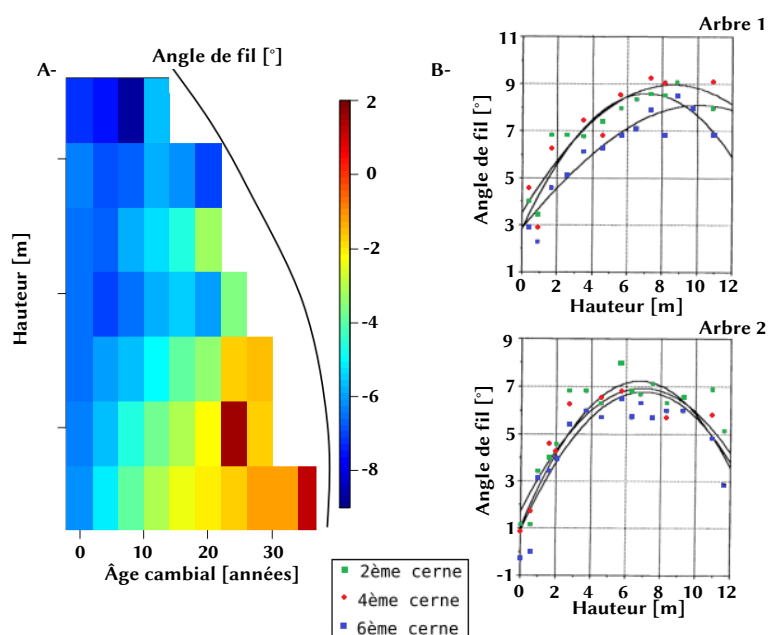 A-
Angle de fil [°]
Hauteur [m]
0 10 20 30
Âge cambial [années]
2
0
-2
-4
-6
-8
B-
Arbre 1
Angle de fil [°]
11
9
7
5
3
1
0 2 4 6 8 10 12
Hauteur [m]
Arbre 2
Angle de fil [°]
9
7
5
3
1
-1
0 2 4 6 8 10 12
Hauteur [m]
2ème cerne
4ème cerne
6ème cerne